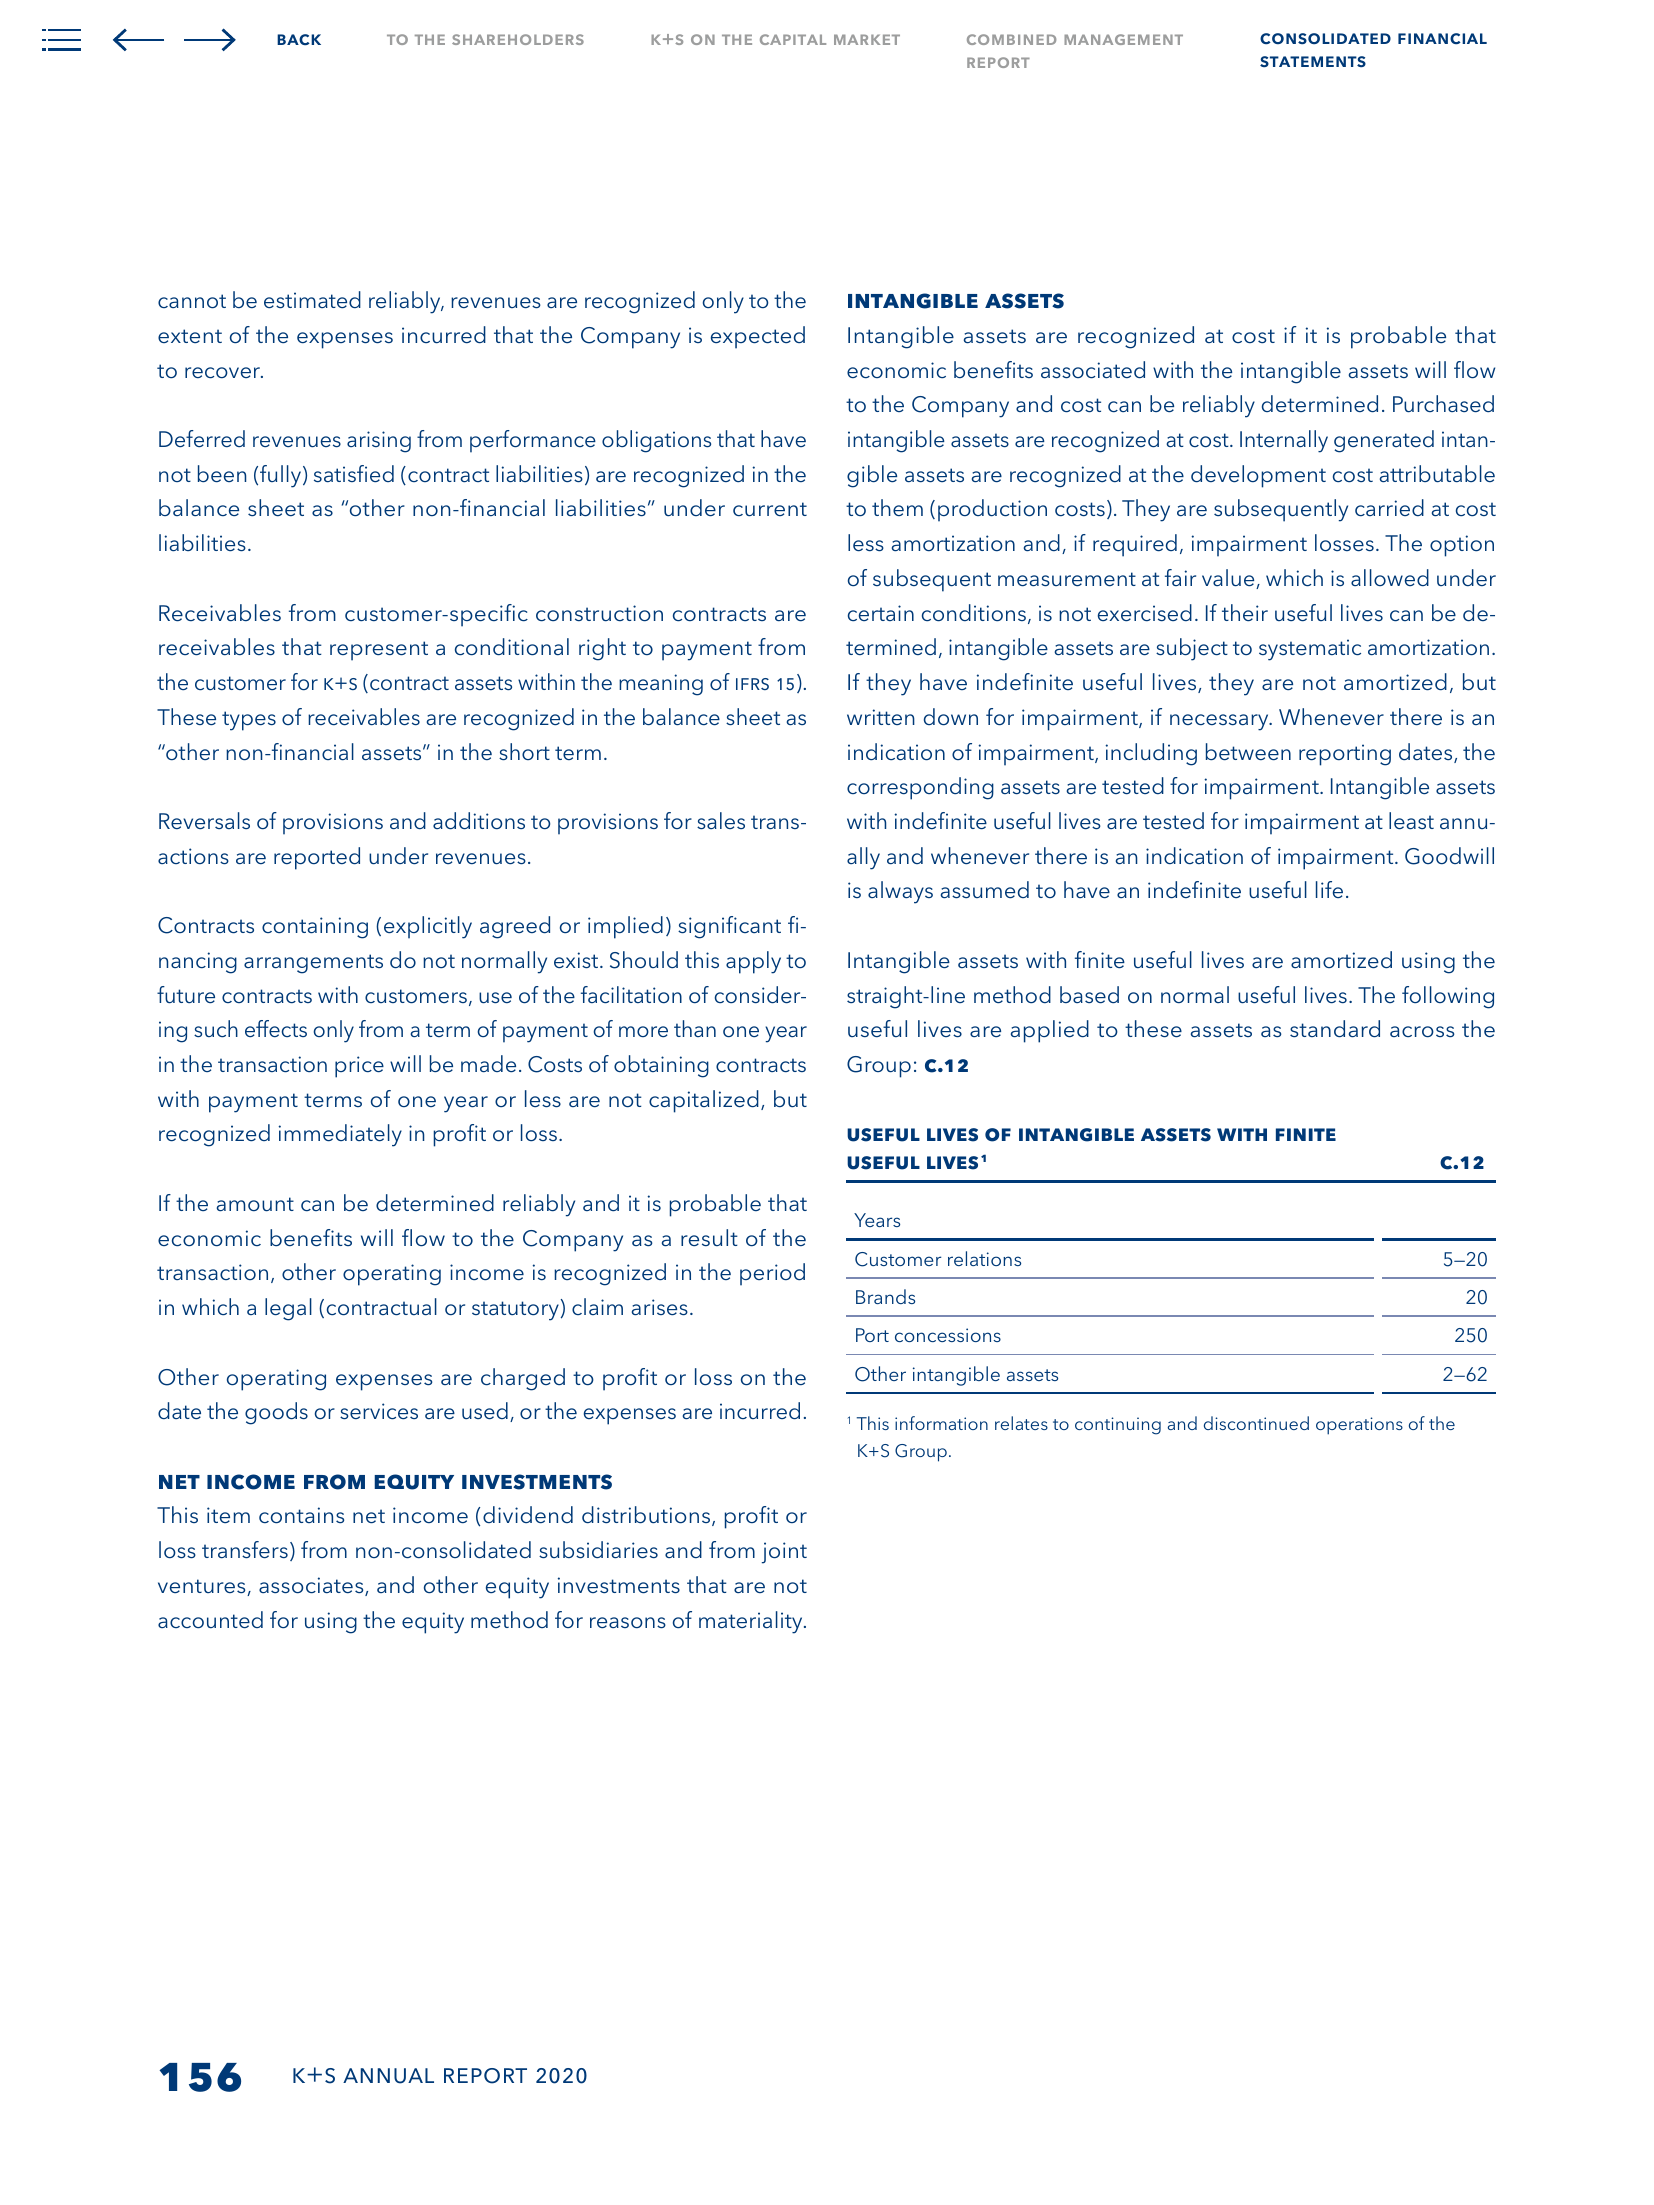 BACK
TO THE SHAREHOLDERS
K+S ON THE CAPITAL MARKET
COMBINED MANAGEMENT
REPORT
CONSOLIDATED FINANCIAL
STATEMENTS
cannot be estimated reliably, revenues are recognized only to the
extent of the expenses incurred that the Company is expected
to recover.
Deferred revenues arising from performance obligations that have
not been (fully) satisfied (contract liabilities) are recognized in the
balance sheet as “other non-financial liabilities” under current
liabilities.
Receivables from customer-specific construction contracts are
receivables that represent a conditional right to payment from
the customer for K+S (contract assets within the meaning of IFRS 15).
These types of receivables are recognized in the balance sheet as
“other non-financial assets” in the short term.
Reversals of provisions and additions to provisions for sales trans-
actions are reported under revenues.
Contracts containing (explicitly agreed or implied) significant fi-
nancing arrangements do not normally exist. Should this apply to
future contracts with customers, use of the facilitation of consider-
ing such effects only from a term of payment of more than one year
in the transaction price will be made. Costs of obtaining contracts
with payment terms of one year or less are not capitalized, but
recognized immediately in profit or loss.
If the amount can be determined reliably and it is probable that
economic benefits will flow to the Company as a result of the
transaction, other operating income is recognized in the period
in which a legal (contractual or statutory) claim arises.
Other operating expenses are charged to profit or loss on the
date the goods or services are used, or the expenses are incurred.
NET INCOME FROM EQUITY INVESTMENTS
This item contains net income (dividend distributions, profit or
loss transfers) from non-consolidated subsidiaries and from joint
ventures, associates, and other equity investments that are not
accounted for using the equity method for reasons of materiality.
INTANGIBLE ASSETS
Intangible assets are recognized at cost if it is probable that
economic benefits associated with the intangible assets will flow
to the Company and cost can be reliably determined. Purchased
intangible assets are recognized at cost. Internally generated intan-
gible assets are recognized at the development cost attributable
to them (production costs). They are subsequently carried at cost
less amortization and, if required, impairment losses. The option
of subsequent measurement at fair value, which is allowed under
certain conditions, is not exercised. If their useful lives can be de-
termined, intangible assets are subject to systematic amortization.
If they have indefinite useful lives, they are not amortized, but
written down for impairment, if necessary. Whenever there is an
indication of impairment, including between reporting dates, the
corresponding assets are tested for impairment. Intangible assets
with indefinite useful lives are tested for impairment at least annu-
ally and whenever there is an indication of impairment. Goodwill
is always assumed to have an indefinite useful life.
Intangible assets with finite useful lives are amortized using the
straight-line method based on normal useful lives. The following
useful lives are applied to these assets as standard across the
Group: C.12
USEFUL LIVES OF INTANGIBLE ASSETS WITH FINITE
USEFUL LIVES¹ C.12
Years
Customer relations 5–20
Brands 20
Port concessions 250
Other intangible assets 2–62
¹ This information relates to continuing and discontinued operations of the
K+S Group.
156 K+S ANNUAL REPORT 2020